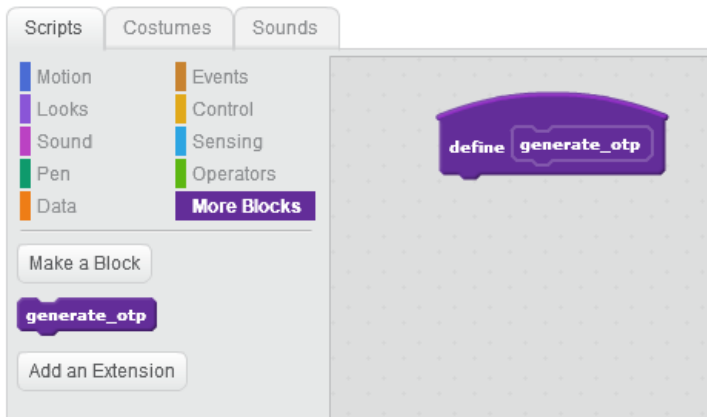 Scripts Costumes Sounds
Motion Events
Looks Control
Sound Sensing
Pen Operators
Data More Blocks
Make a Block
generate_otp
Add an Extension
define generate_otp